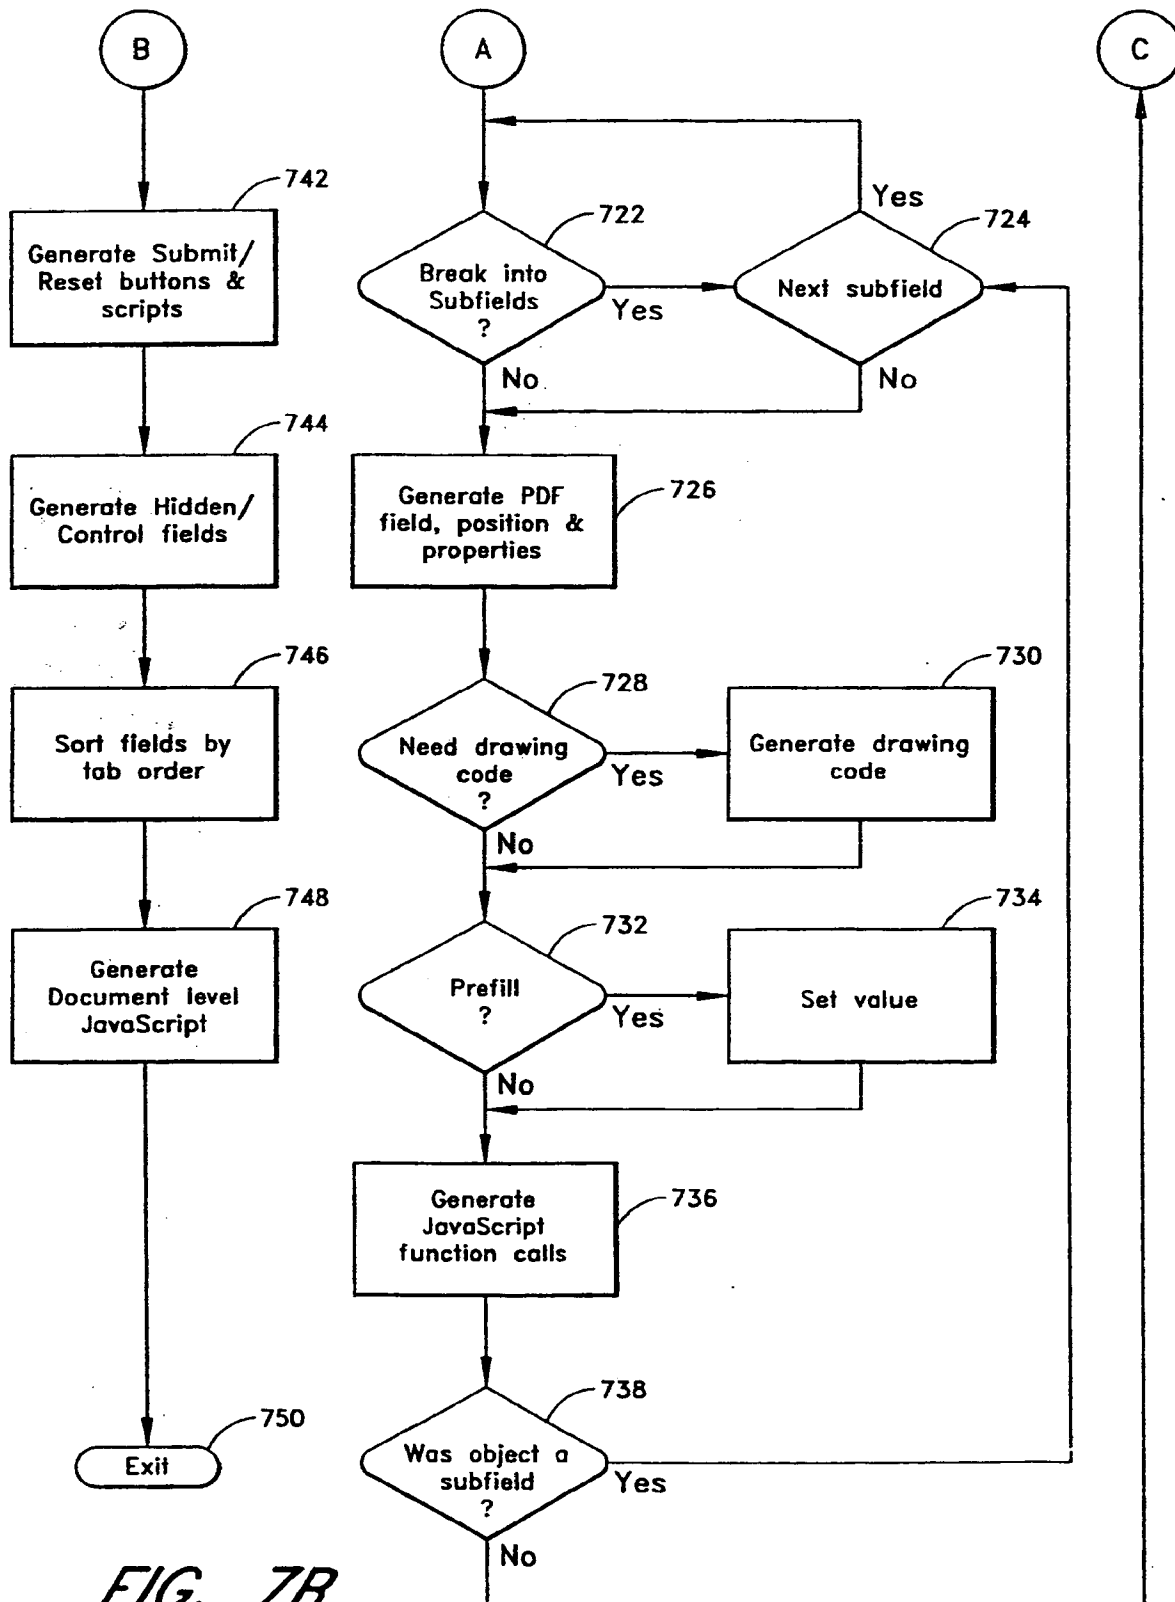 B
A
C
742
Generate Submit/
Reset buttons &
scripts
744
Generate Hidden/
Control fields
746
Sort fields by
tab order
748
Generate
Document level
JavaScript
750
Exit
722
Break into
Subfields
?
Yes
No
724
Next subfield
Yes
No
726
Generate PDF
field, position &
properties
728
Need drawing
code
?
Yes
No
730
Generate drawing
code
732
Prefill
?
Yes
No
734
Set value
736
Generate
JavaScript
function calls
738
Was object a
subfield
?
Yes
No
FIG. 7B